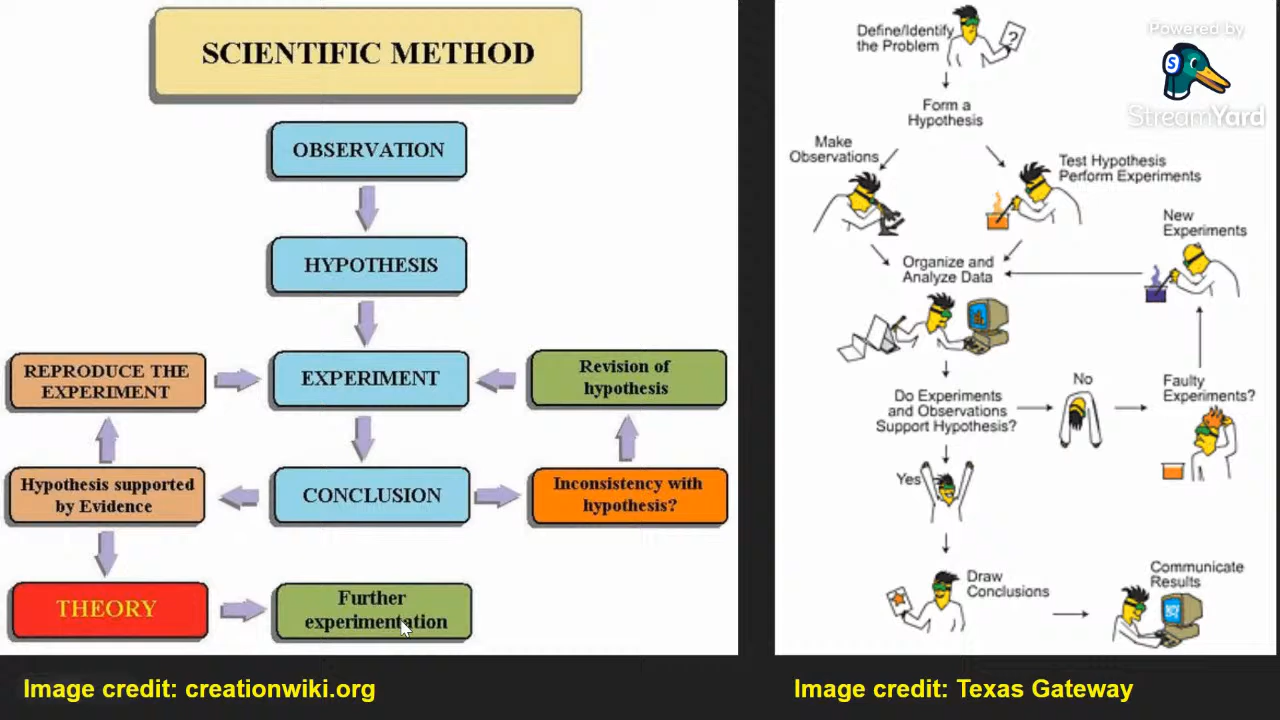 SCIENTIFIC METHOD
OBSERVATION
HYPOTHESIS
REPRODUCE THE
EXPERIMENT
EXPERIMENT
Revision of
hypothesis
Hypothesis supported
by Evidence
CONCLUSION
Inconsistency with
hypothesis?
THEORY
Further
experimentation
Image credit: creationwiki.org
Define/Identify
the Problem
?
Form a
Hypothesis
Make
Observations
Test Hypothesis
Perform Experiments
New
Experiments
Organize and
Analyze Data
Do Experiments
and Observations
Support Hypothesis?
No
Faulty
Experiments?
Yes
Draw
Conclusions
Communicate
Results
Image credit: Texas Gateway
Powered by
S
StreamYard